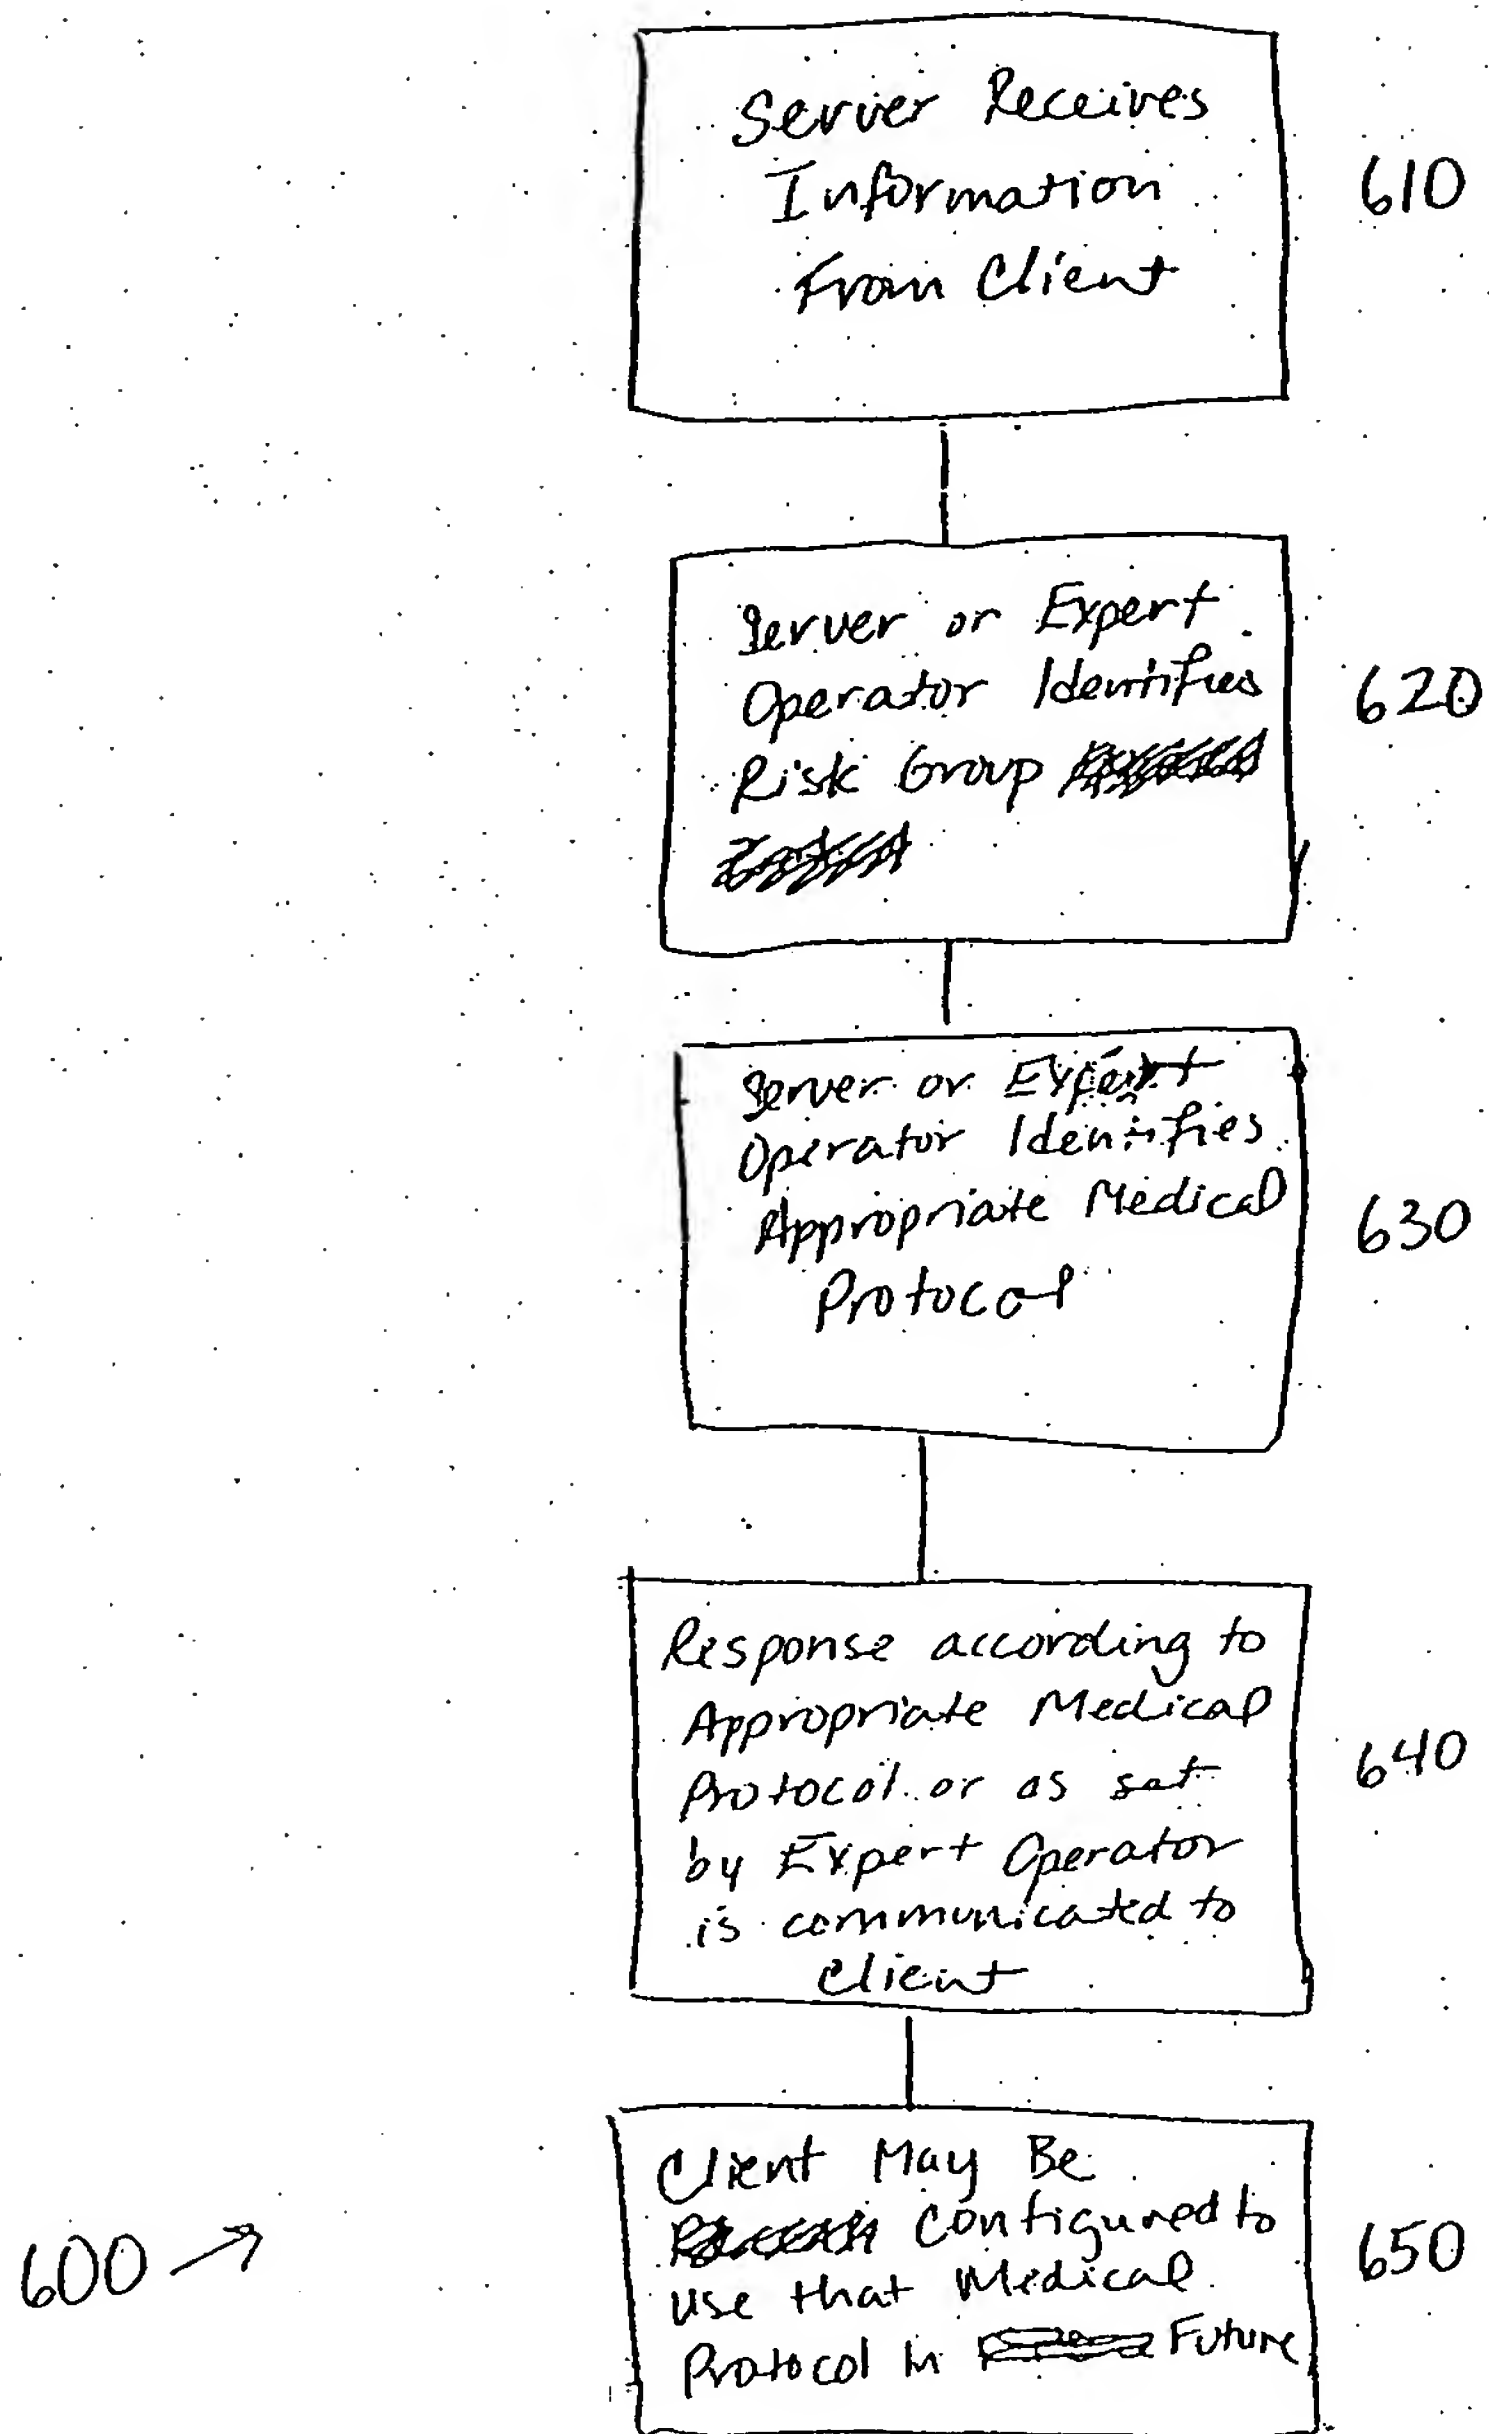 Server Receives
Information
From Client
610
Server or Expert
Operator Identifies
Risk Group
620
Server or Expert
Operator Identifies
Appropriate Medical
Protocol
630
Response according to
Appropriate Medical
Protocol or as set
by Expert Operator
is communicated to
Client
640
Client May Be
Configured to
use that Medical
Protocol in Future
650
600